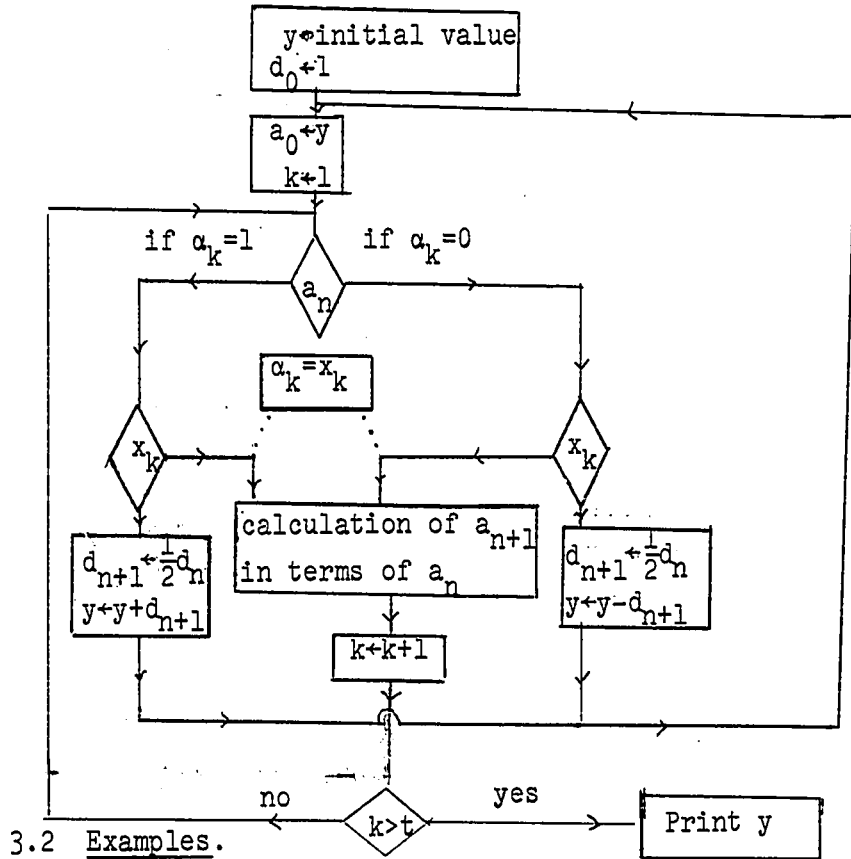 y←initial value
d₀←1
a₀←y
k←1
if αₖ=1
if αₖ=0
aₙ
αₖ=xₖ
xₖ
xₖ
calculation of aₙ₊₁
in terms of aₙ
dₙ₊₁←½dₙ
y←y+dₙ₊₁
dₙ₊₁←½dₙ
y←y-dₙ₊₁
k←k+1
no
k>t
yes
Print y
3.2 Examples.